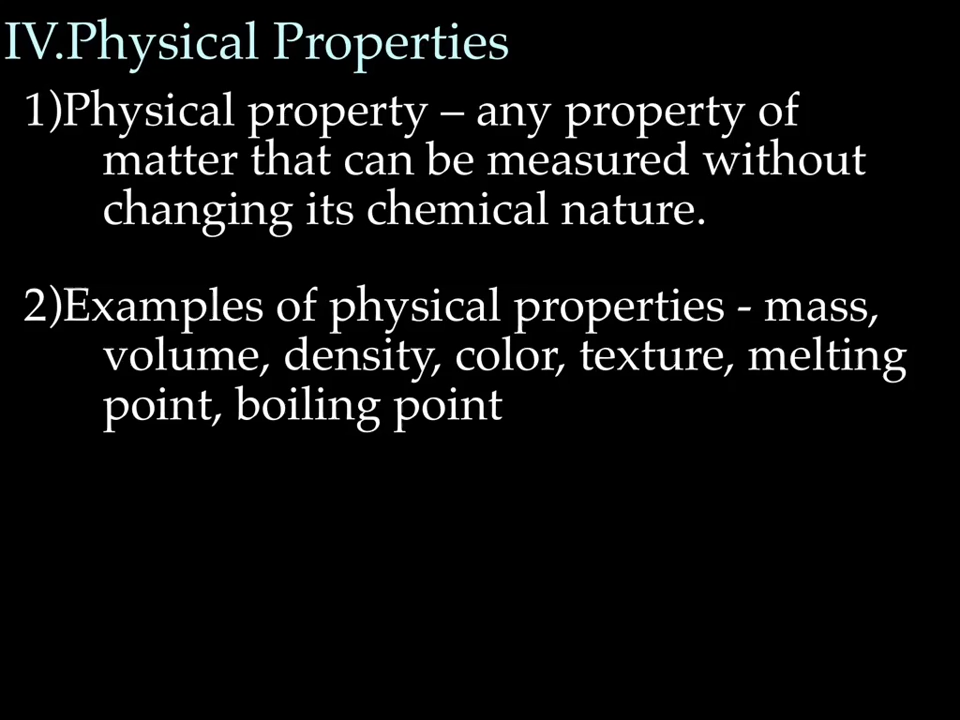 IV.Physical Properties
1)Physical property – any property of
matter that can be measured without
changing its chemical nature.
2)Examples of physical properties - mass,
volume, density, color, texture, melting
point, boiling point